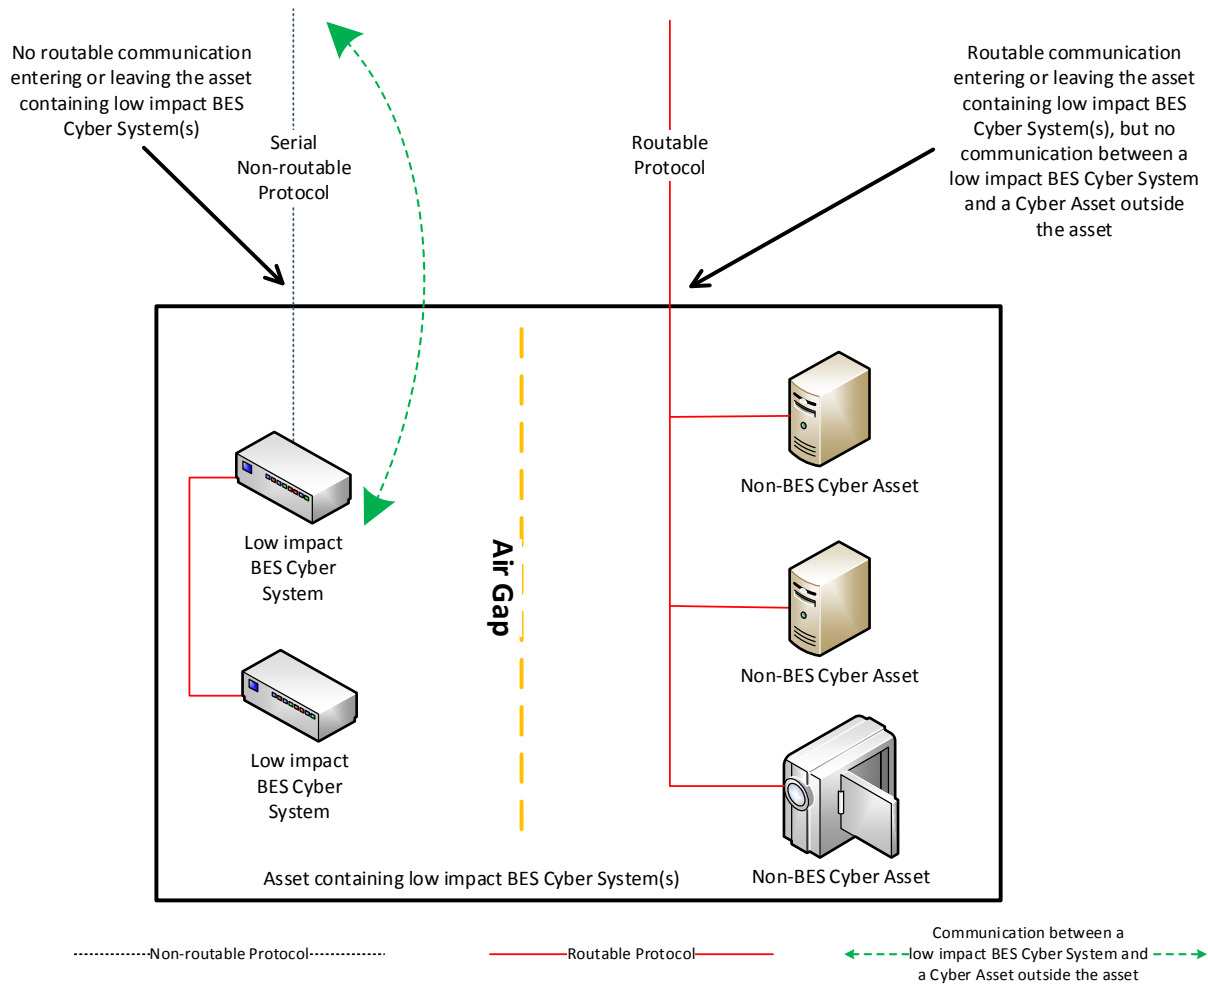 No routable communication
entering or leaving the asset
containing low impact BES
Cyber System(s)
Serial
Non-routable
Protocol
Routable
Protocol
Routable communication
entering or leaving the asset
containing low impact BES
Cyber System(s), but no
communication between a
low impact BES Cyber System
and a Cyber Asset outside
the asset
Low impact
BES Cyber
System
Low impact
BES Cyber
System
Air Gap
Non-BES Cyber Asset
Non-BES Cyber Asset
Non-BES Cyber Asset
Asset containing low impact BES Cyber System(s)
Non-routable Protocol
Routable Protocol
Communication between a
low impact BES Cyber System and
a Cyber Asset outside the asset